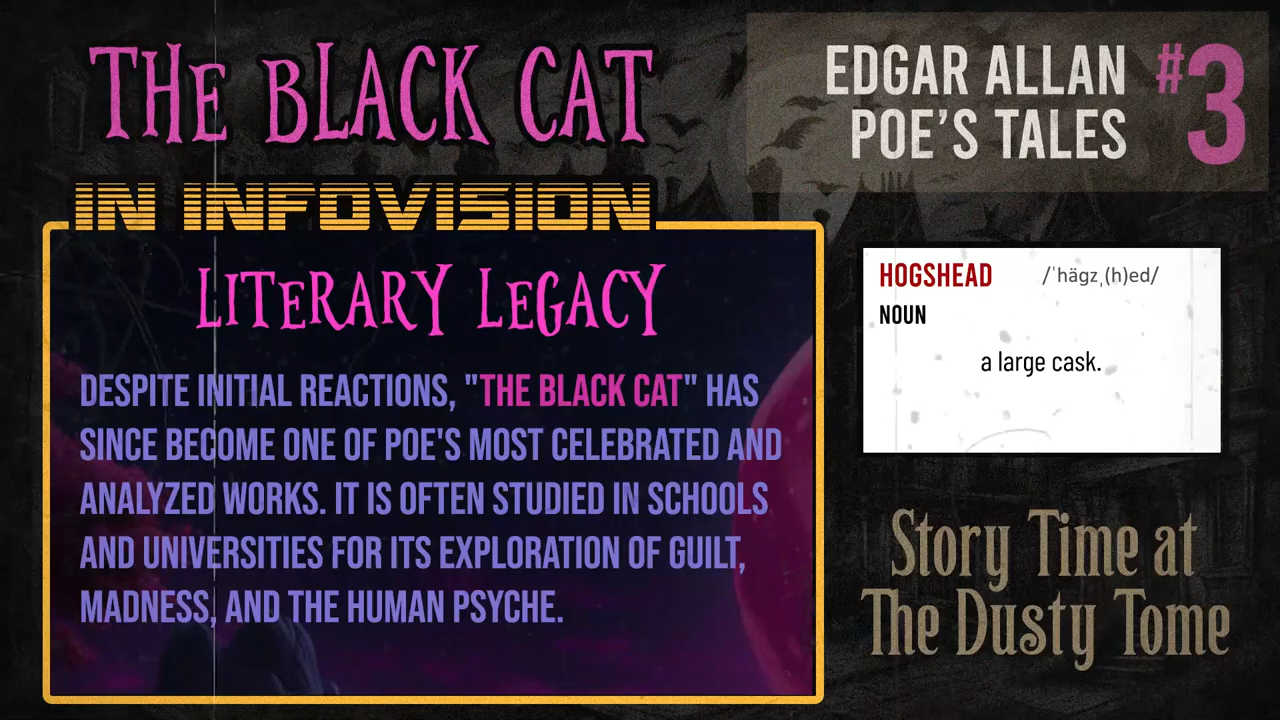 THE BLACK CAT
IN INFOVISION
EDGAR ALLAN
POE'S TALES
#3
LITERARY LEGACY
DESPITE INITIAL REACTIONS, "THE BLACK CAT" HAS
SINCE BECOME ONE OF POE'S MOST CELEBRATED AND
ANALYZED WORKS. IT IS OFTEN STUDIED IN SCHOOLS
AND UNIVERSITIES FOR ITS EXPLORATION OF GUILT,
MADNESS, AND THE HUMAN PSYCHE.
HOGSHEAD /ˈhägzˌ(h)ed/
NOUN
a large cask.
Story Time at
The Dusty Tome